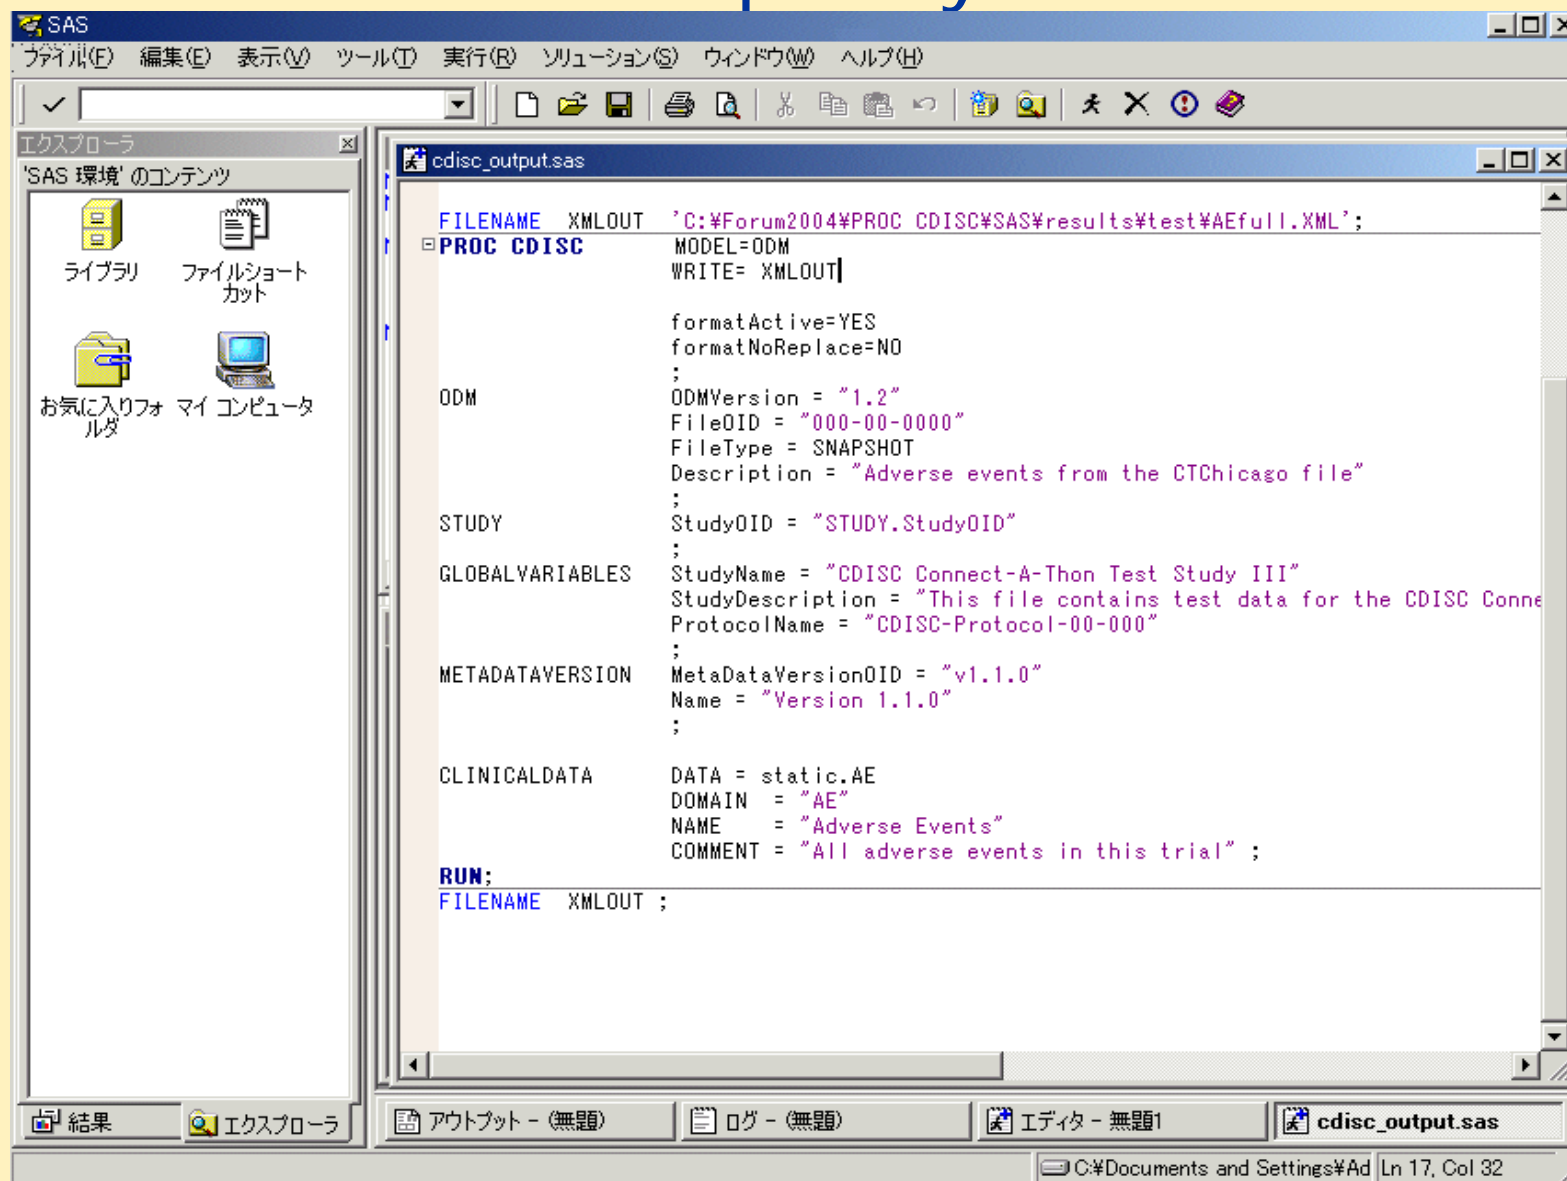 SAS
ファイル(F) 編集(E) 表示(V) ツール(T) 実行(R) ソリューション(S) ウィンドウ(W) ヘルプ(H)
エクスプローラ
'SAS 環境' のコンテンツ
ライブラリ
ファイルショート
カット
お気に入りフォ
ルダ
マイ コンピュータ
cdisc_output.sas
FILENAME XMLOUT 'C:¥Forum2004¥PROC CDISC¥SAS¥results¥test¥AEfull.XML';
PROC CDISC MODEL=ODM
WRITE= XMLOUT
formatActive=YES
formatNoReplace=NO
;
ODM ODMVersion = "1.2"
FileOID = "000-00-0000"
FileType = SNAPSHOT
Description = "Adverse events from the CTChicago file"
;
STUDY StudyOID = "STUDY.StudyOID"
;
GLOBALVARIABLES StudyName = "CDISC Connect-A-Thon Test Study III"
StudyDescription = "This file contains test data for the CDISC Conne
ProtocolName = "CDISC-Protocol-00-000"
;
METADATAVERSION MetaDataVersionOID = "v1.1.0"
Name = "Version 1.1.0"
;
CLINICALDATA DATA = static.AE
DOMAIN = "AE"
NAME = "Adverse Events"
COMMENT = "All adverse events in this trial" ;
RUN;
FILENAME XMLOUT ;
結果 エクスプローラ
アウトプット - (無題) ログ - (無題) エディタ - 無題1 cdisc_output.sas
C:¥Documents and Settings¥Ad Ln 17, Col 32